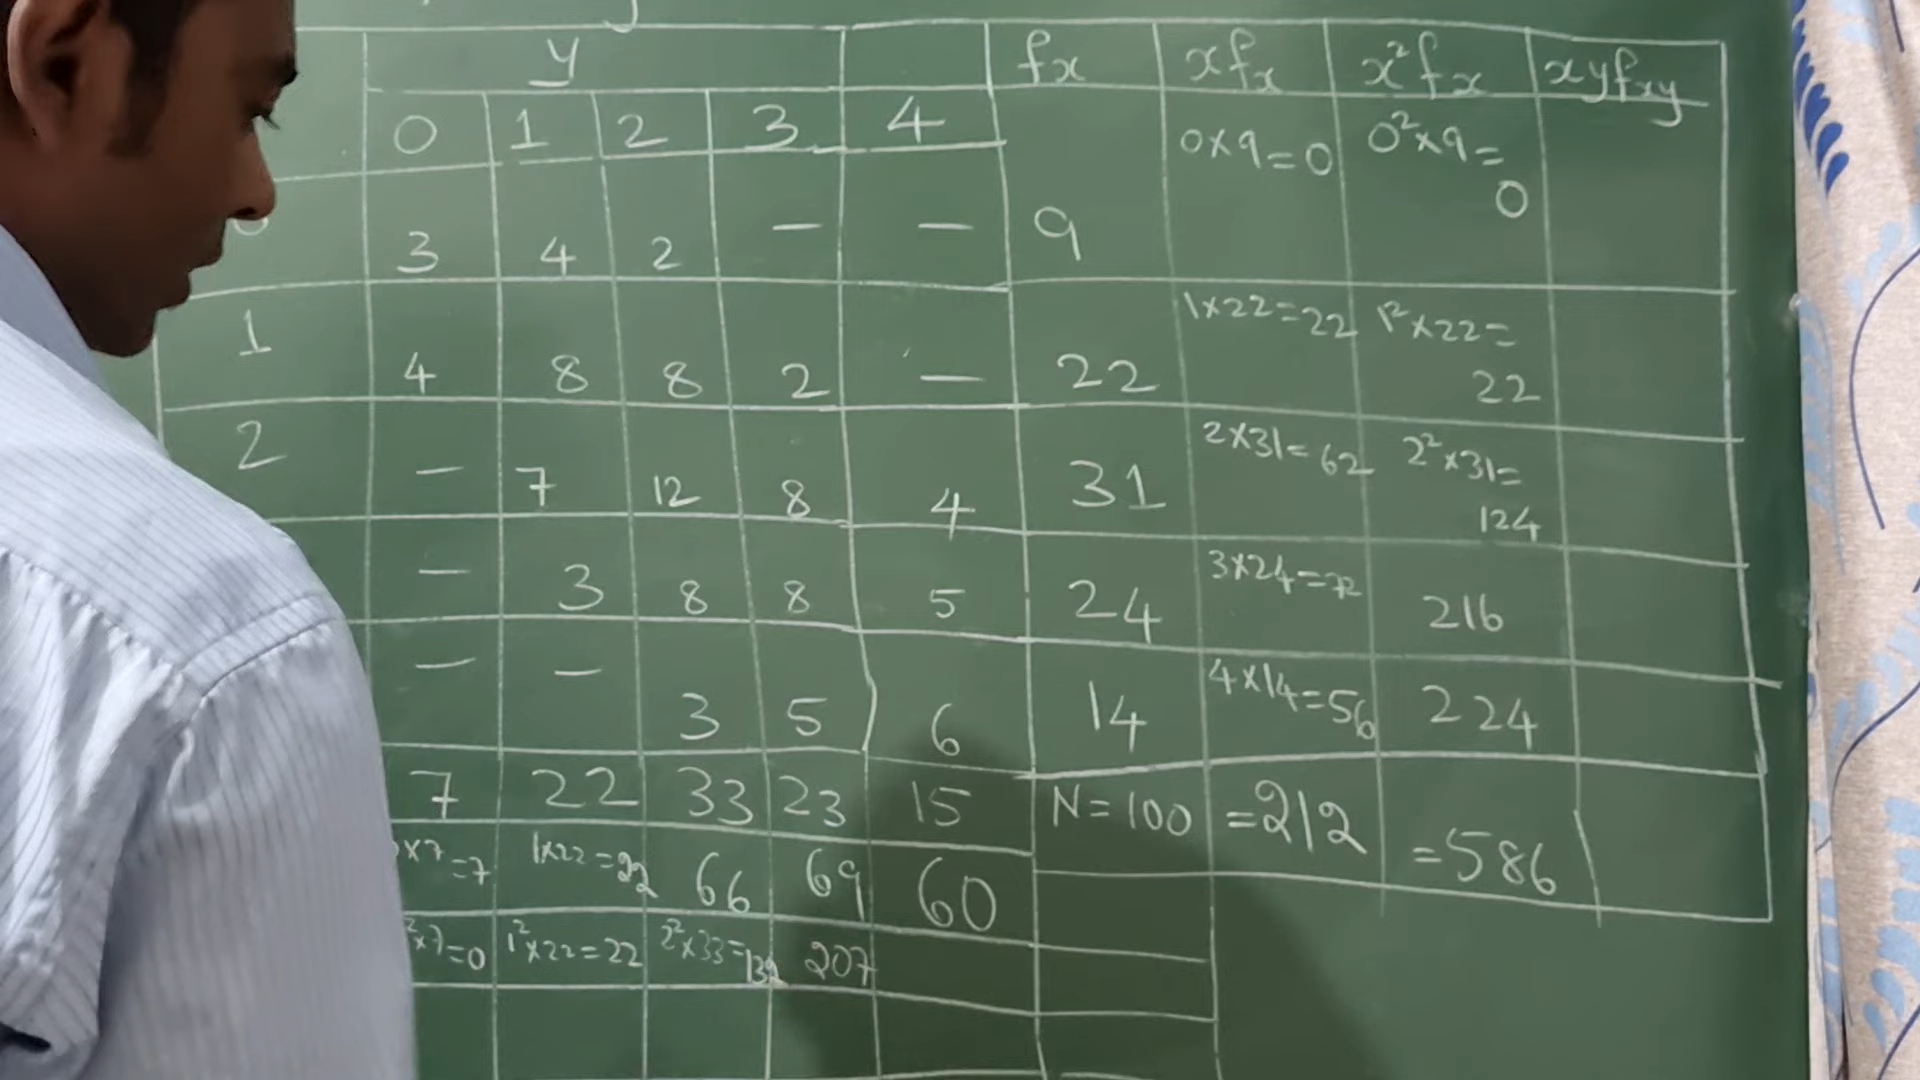 y fx xfx x²fx xyfxy
0 1 2 3 4 0×9=0 0²×9=
0
3 4 2 — — 9
1 1×22=22 1²×22=
4 8 8 2 — 22 22
2 2×31=62 2²×31=
— 7 12 8 4 31 124
— 3 8 8 5 24 3×24=72 216
— — 3 5 6 14 4×14=56 224
7 22 33 23 15 N=100 =212 =586
×7=7 1×22=22 66 69 60
²×7=0 1²×22=22 2²×33=132 207